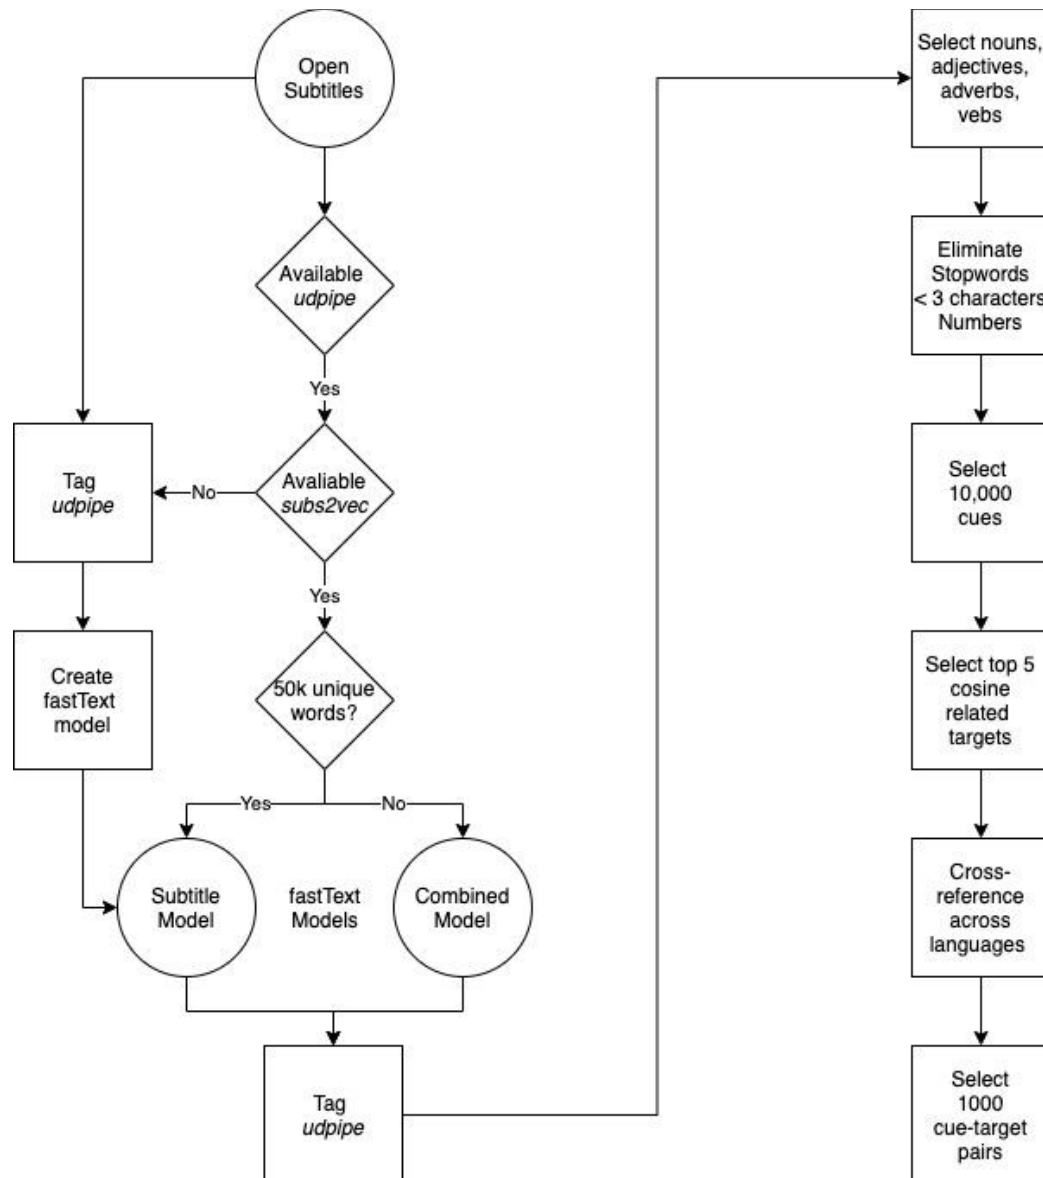 Open
Subtitles
Available
udpipe
Yes
Avaliable
subs2vec
No
Tag
udpipe
Yes
Create
fastText
model
50k unique
words?
Yes
No
Subtitle
Model
fastText
Models
Combined
Model
Tag
udpipe
Select nouns,
adjectives,
adverbs,
vebs
Eliminate
Stopwords
< 3 characters
Numbers
Select
10,000
cues
Select top 5
cosine
related
targets
Cross-
reference
across
languages
Select
1000
cue-target
pairs